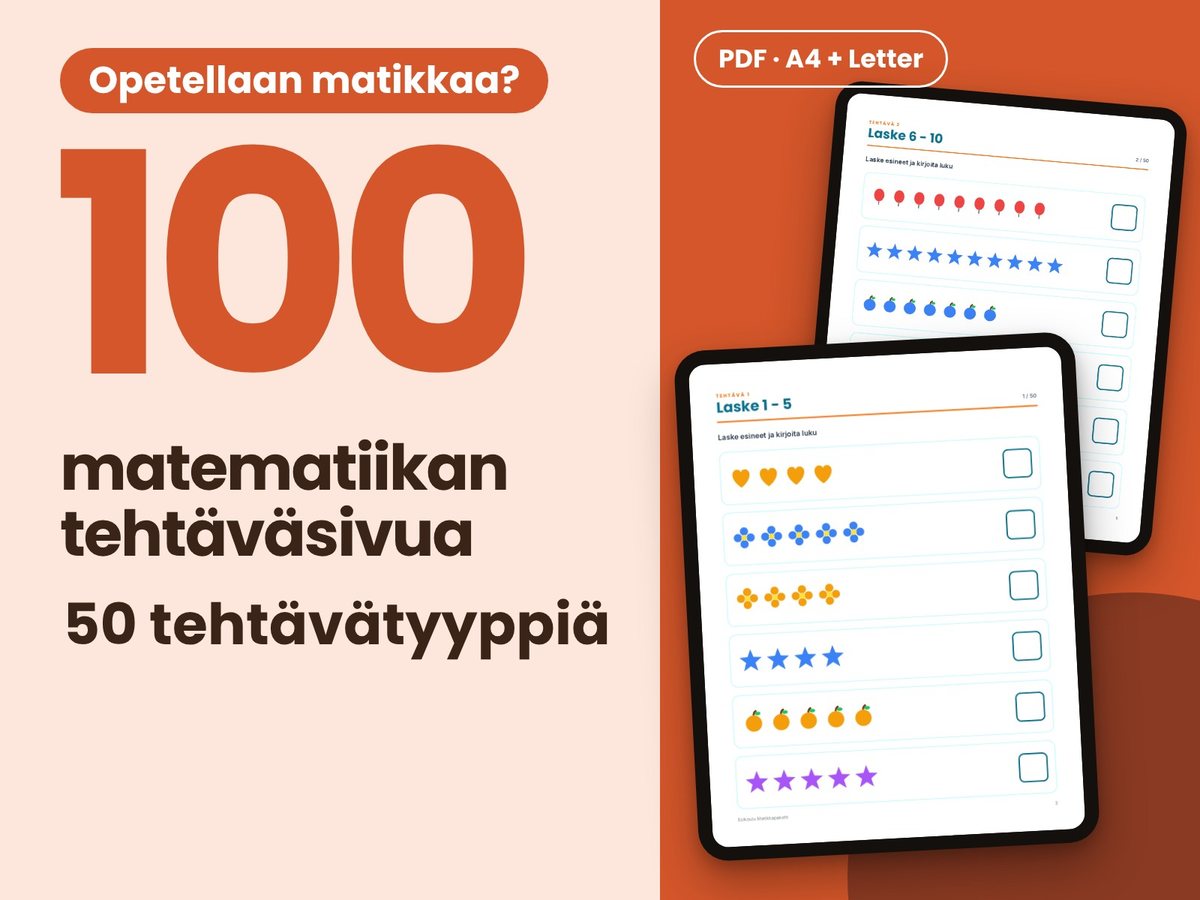 Opetellaan matikkaa?
100
matematiikan
tehtäväsivua
50 tehtävätyyppiä
PDF · A4 + Letter
TEHTÄVÄ 2
Laske 6 - 10
2 / 50
Laske esineet ja kirjoita luku
TEHTÄVÄ 1
Laske 1 - 5
1 / 50
Laske esineet ja kirjoita luku